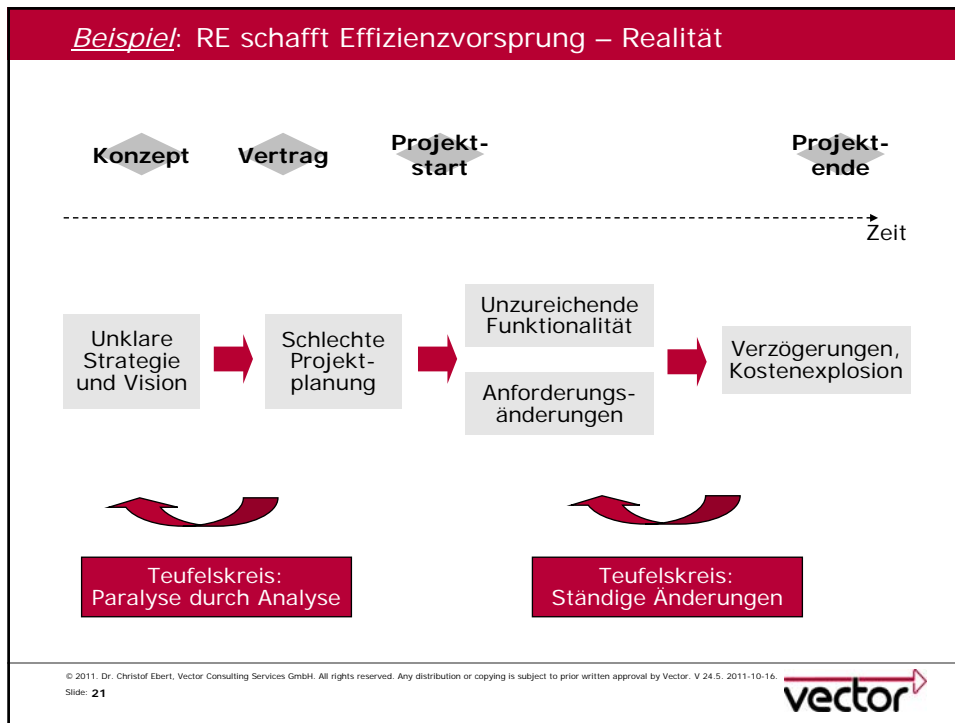 Beispiel: RE schafft Effizienzvorsprung – Realität
Konzept
Vertrag
Projekt-
start
Projekt-
ende
Zeit
Unklare
Strategie
und Vision
Schlechte
Projekt-
planung
Unzureichende
Funktionalität
Anforderungs-
änderungen
Verzögerungen,
Kostenexplosion
Teufelskreis:
Paralyse durch Analyse
Teufelskreis:
Ständige Änderungen
© 2011. Dr. Christof Ebert, Vector Consulting Services GmbH. All rights reserved. Any distribution or copying is subject to prior written approval by Vector. V 24.5. 2011-10-16.
Slide: 21
vector